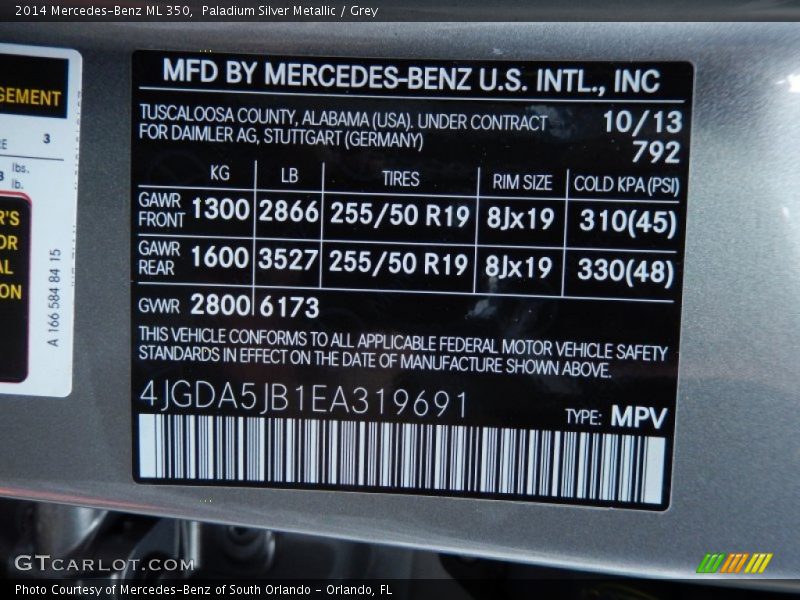 2014 Mercedes-Benz ML 350, Paladium Silver Metallic / Grey
GEMENT
3
lbs.
lb.
R'S
OR
AL
ION
A 166 584 84 15
MFD BY MERCEDES-BENZ U.S. INTL., INC
TUSCALOOSA COUNTY, ALABAMA (USA). UNDER CONTRACT 10/13
FOR DAIMLER AG, STUTTGART (GERMANY) 792
KG LB TIRES RIM SIZE COLD KPA(PSI)
GAWR FRONT 1300 2866 255/50 R19 8Jx19 310(45)
GAWR REAR 1600 3527 255/50 R19 8Jx19 330(48)
GVWR 2800 6173
THIS VEHICLE CONFORMS TO ALL APPLICABLE FEDERAL MOTOR VEHICLE SAFETY
STANDARDS IN EFFECT ON THE DATE OF MANUFACTURE SHOWN ABOVE.
4JGDA5JB1EA319691
TYPE: MPV
GTCARLOT.COM
Photo Courtesy of Mercedes-Benz of South Orlando - Orlando, FL